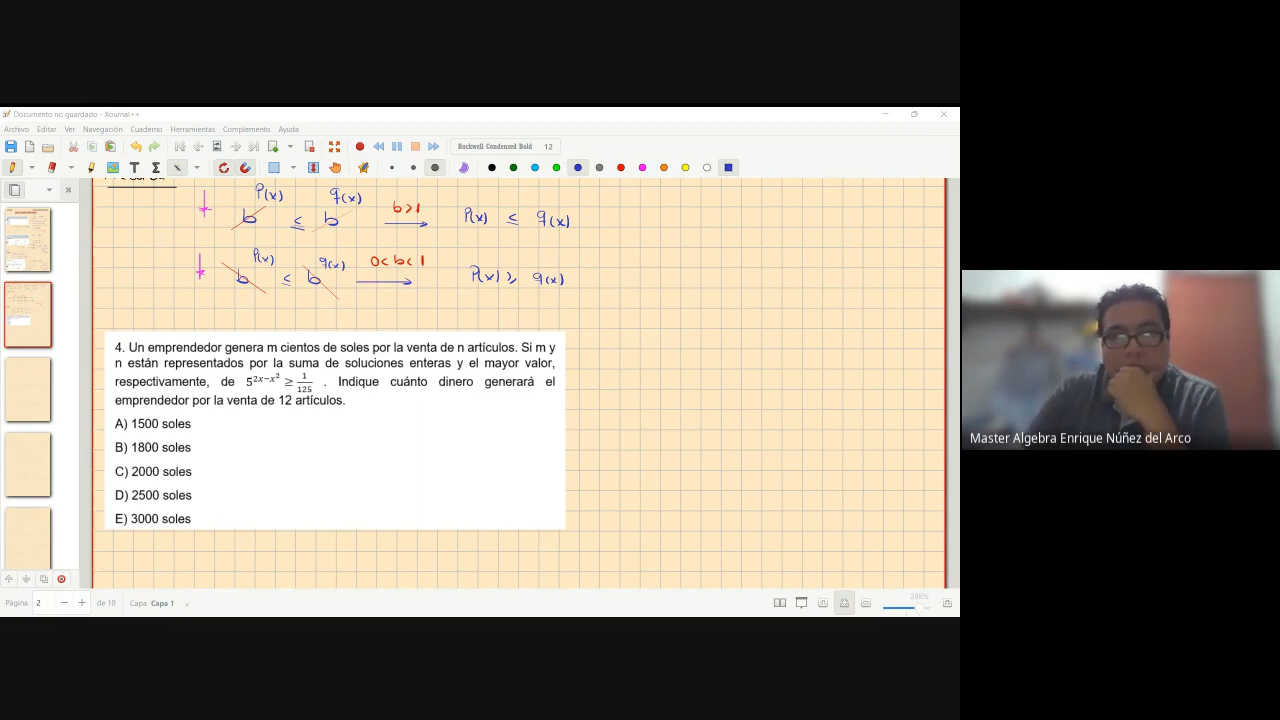 Documento no guardado - Xournal++
Archivo Editar Ver Navegación Cuaderno Herramientas Complemento Ayuda
Rockwell Condensed Bold 12
b^P(x) ≤ b^q(x) b>1 P(x) ≤ q(x)
b^P(x) ≤ b^q(x) 0<b<1 P(x) ≥ q(x)
4. Un emprendedor genera m cientos de soles por la venta de n artículos. Si m y
n están representados por la suma de soluciones enteras y el mayor valor,
respectivamente, de 5^(2x−x²) ≥ 1/125 . Indique cuánto dinero generará el
emprendedor por la venta de 12 artículos.
A) 1500 soles
B) 1800 soles
C) 2000 soles
D) 2500 soles
E) 3000 soles
Master Algebra Enrique Núñez del Arco
Página 2 de 10 Capa Capa 1
286%